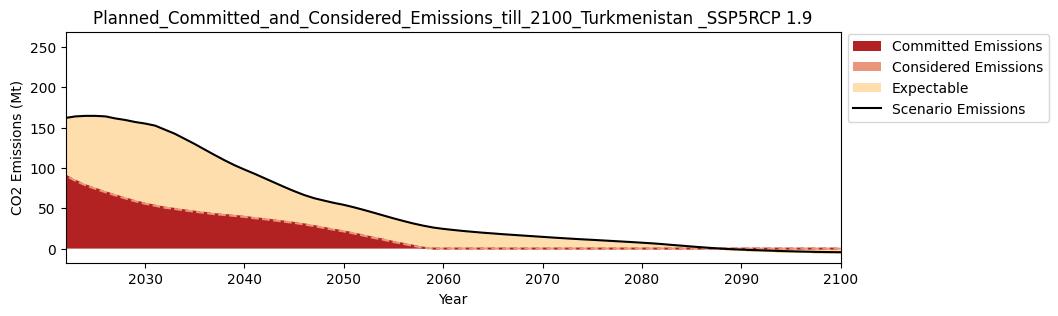 Planned_Committed_and_Considered_Emissions_till_2100_Turkmenistan _SSP5RCP 1.9
250
200
150
100
50
0
CO2 Emissions (Mt)
2030 2040 2050 2060 2070 2080 2090 2100
Year
Committed Emissions
Considered Emissions
Expectable
Scenario Emissions